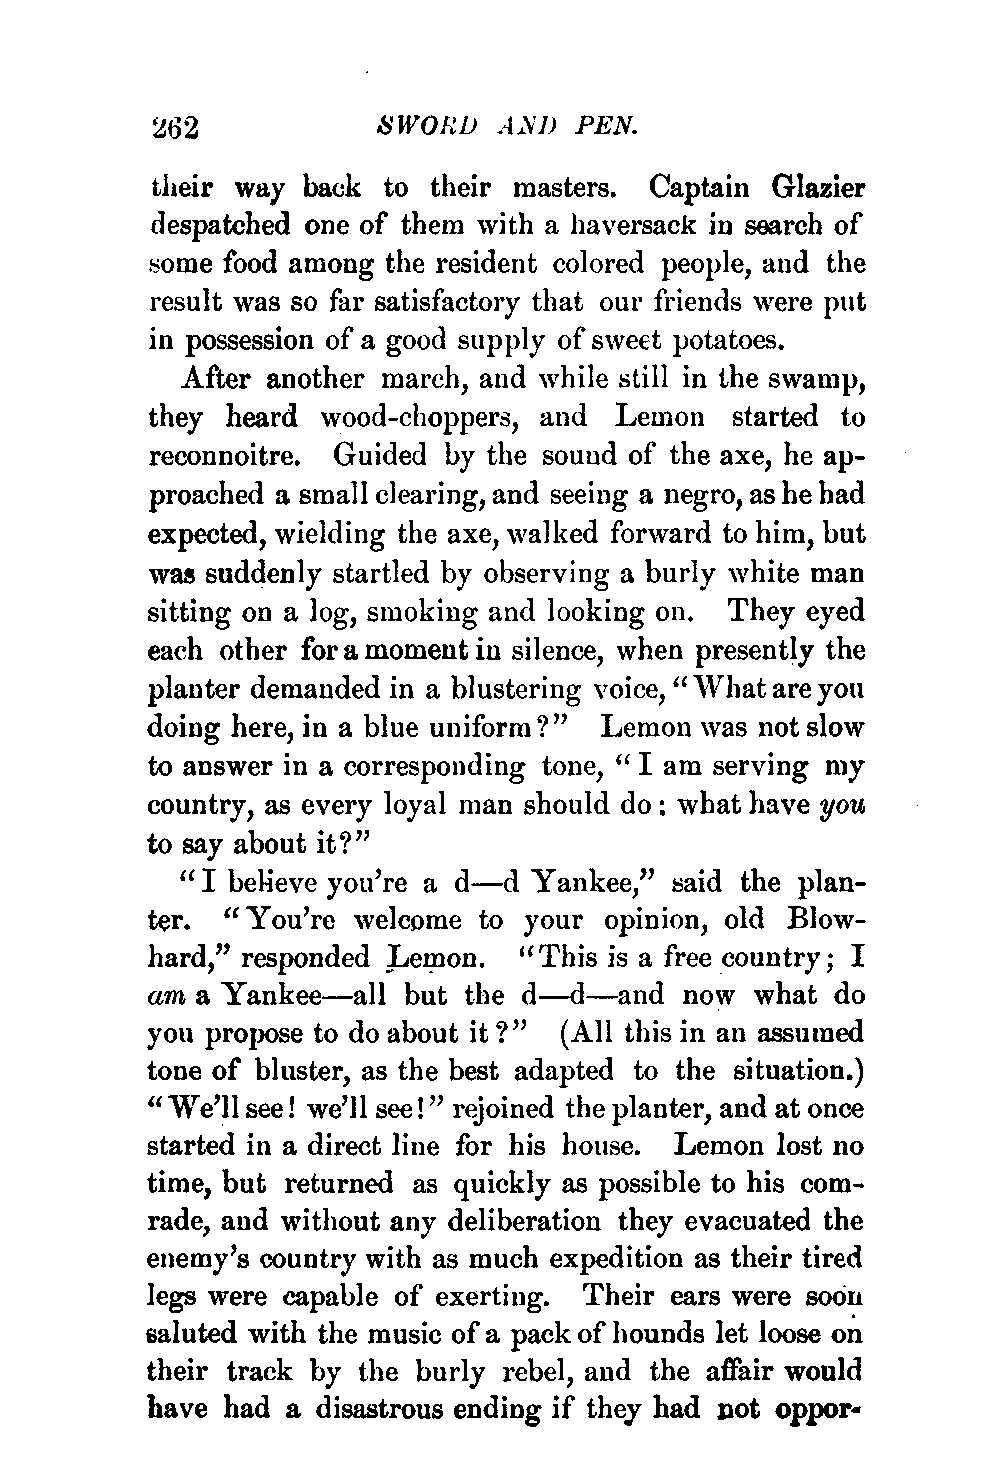 262 SWORD AND PEN.
their way back to their masters. Captain Glazier
despatched one of them with a haversack in search of
some food among the resident colored people, and the
result was so far satisfactory that our friends were put
in possession of a good supply of sweet potatoes.
After another march, and while still in the swamp,
they heard wood-choppers, and Lemon started to
reconnoitre. Guided by the sound of the axe, he ap-
proached a small clearing, and seeing a negro, as he had
expected, wielding the axe, walked forward to him, but
was suddenly startled by observing a burly white man
sitting on a log, smoking and looking on. They eyed
each other for a moment in silence, when presently the
planter demanded in a blustering voice, “What are you
doing here, in a blue uniform?” Lemon was not slow
to answer in a corresponding tone, “I am serving my
country, as every loyal man should do; what have you
to say about it?”
“I believe you’re a d—d Yankee,” said the plan-
ter. “You’re welcome to your opinion, old Blow-
hard,” responded Lemon. “This is a free country; I
am a Yankee—all but the d—d—and now what do
you propose to do about it?” (All this in an assumed
tone of bluster, as the best adapted to the situation.)
“We’ll see! we’ll see!” rejoined the planter, and at once
started in a direct line for his house. Lemon lost no
time, but returned as quickly as possible to his com-
rade, and without any deliberation they evacuated the
enemy’s country with as much expedition as their tired
legs were capable of exerting. Their ears were soon
saluted with the music of a pack of hounds let loose on
their track by the burly rebel, and the affair would
have had a disastrous ending if they had not oppor-